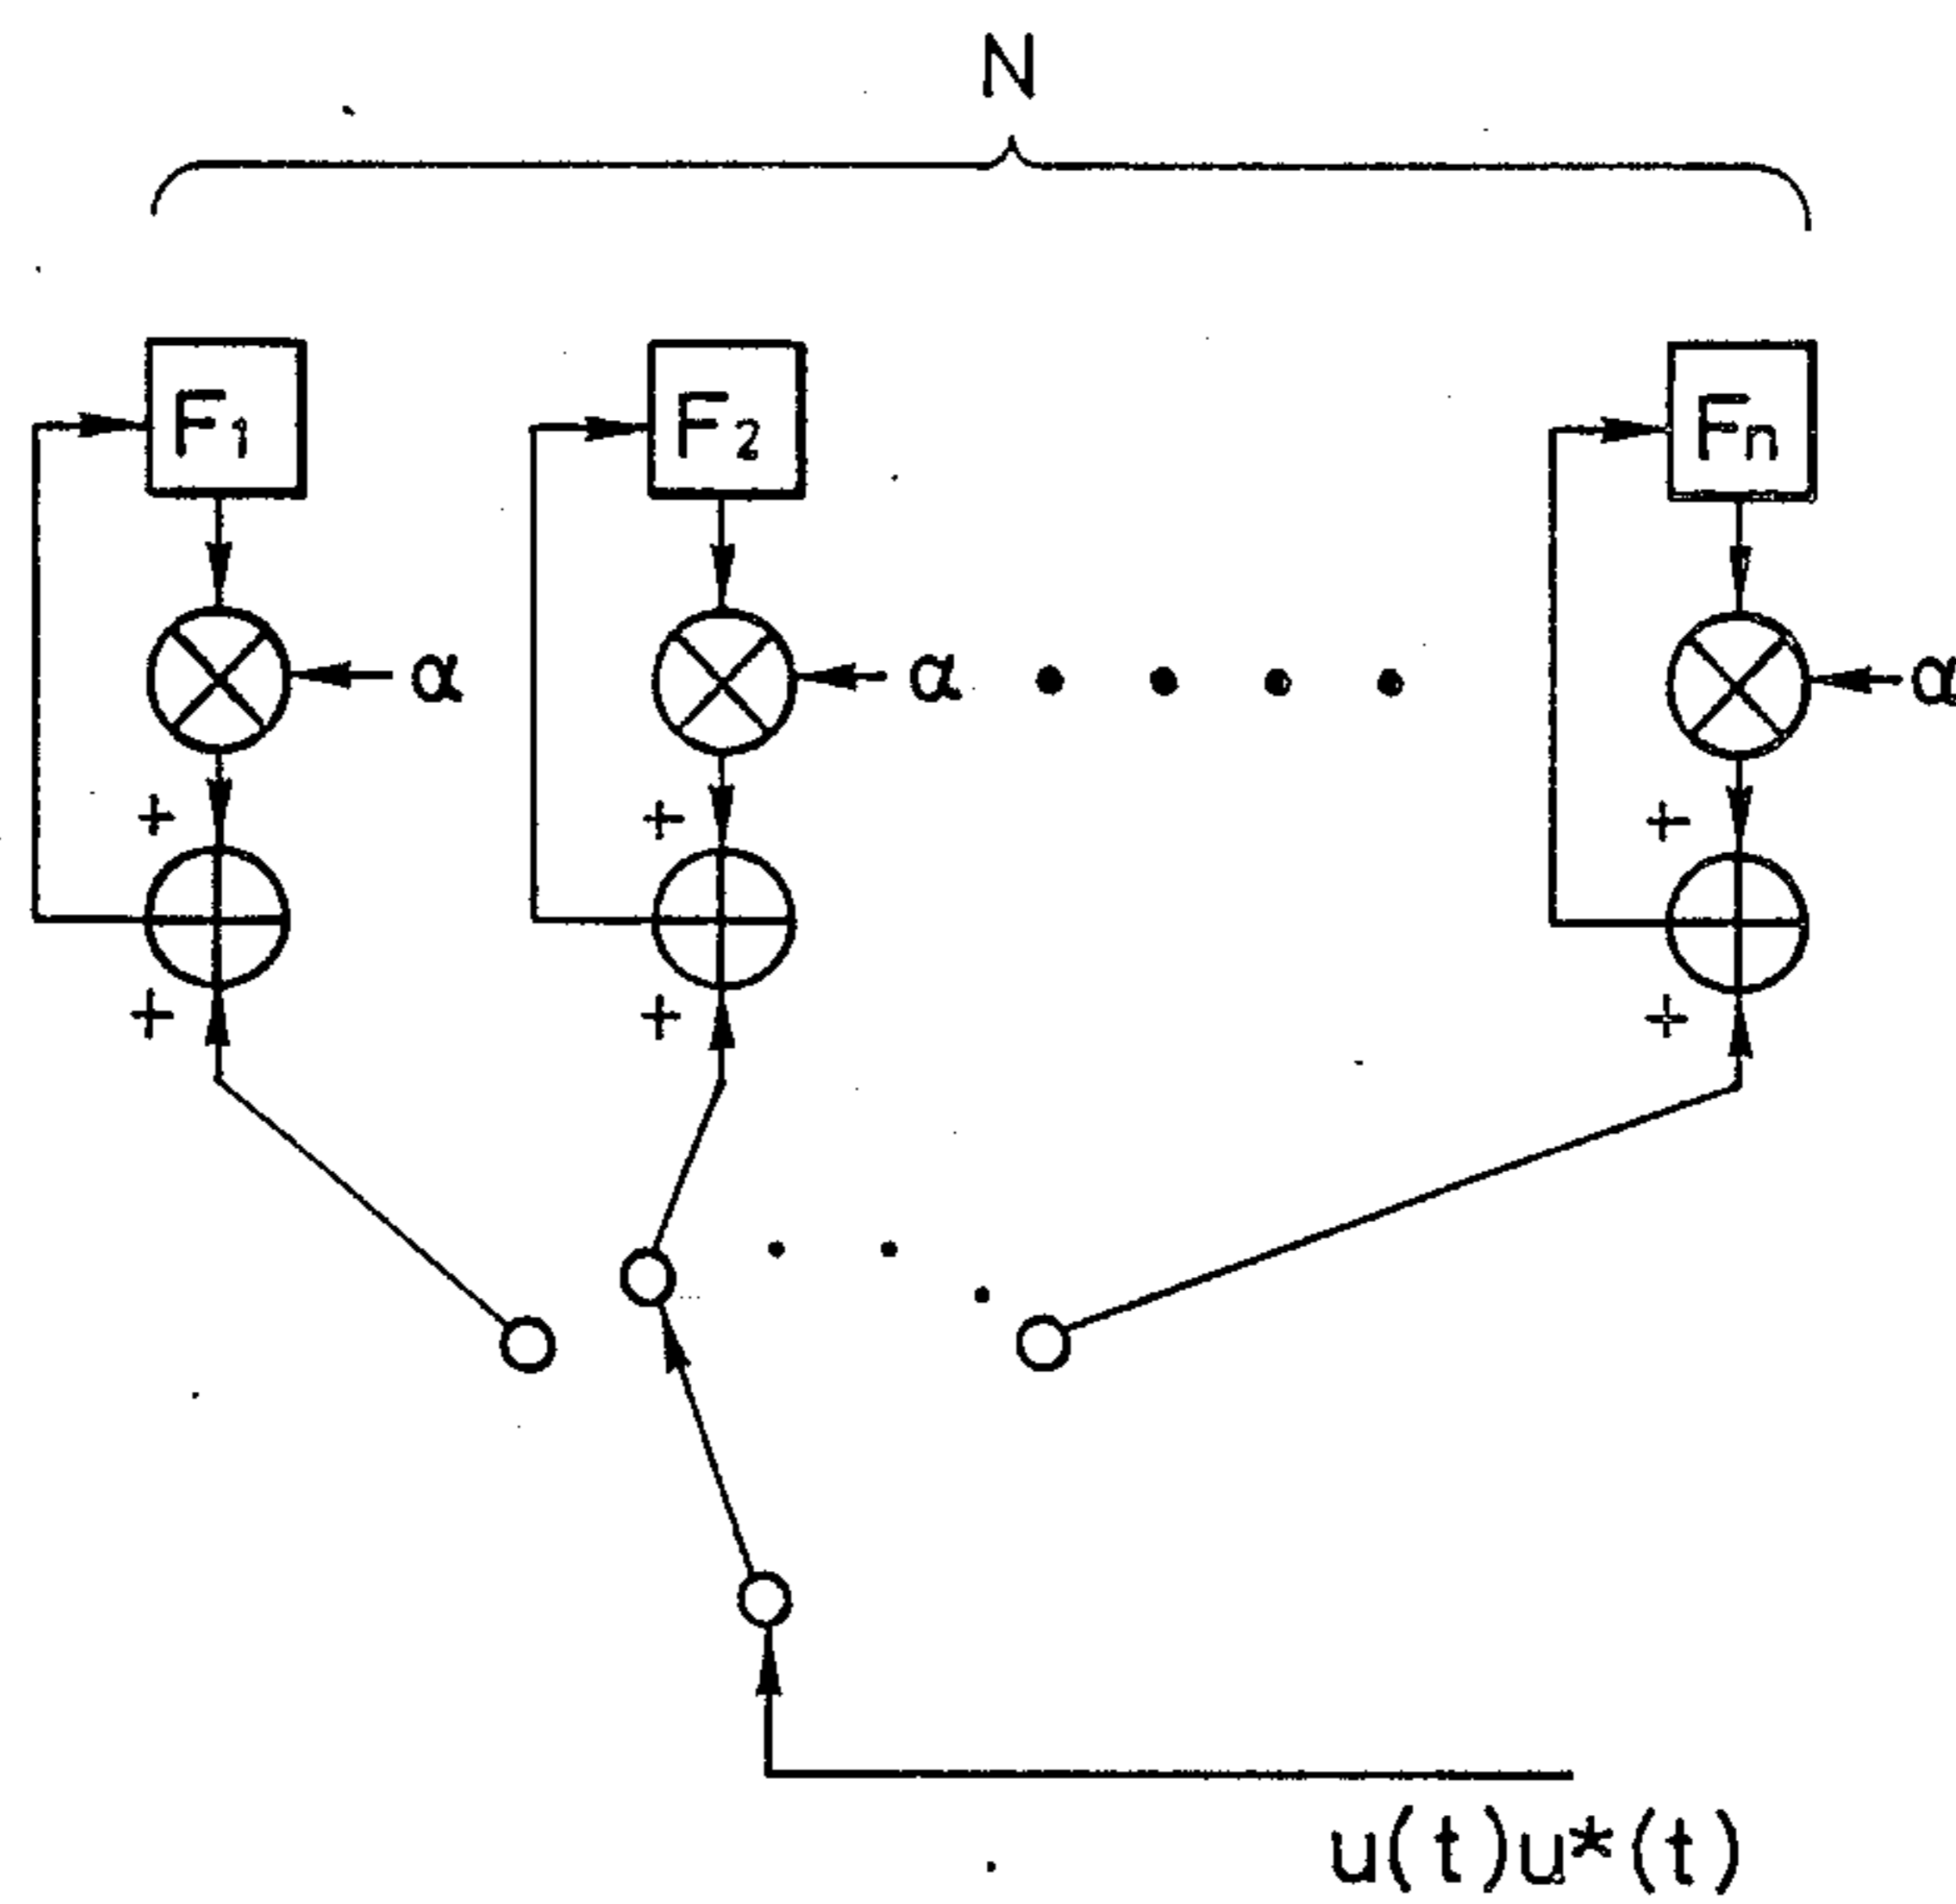 N
F1 F2 Fn
α α α
+ + +
+ + +
u(t)u*(t)